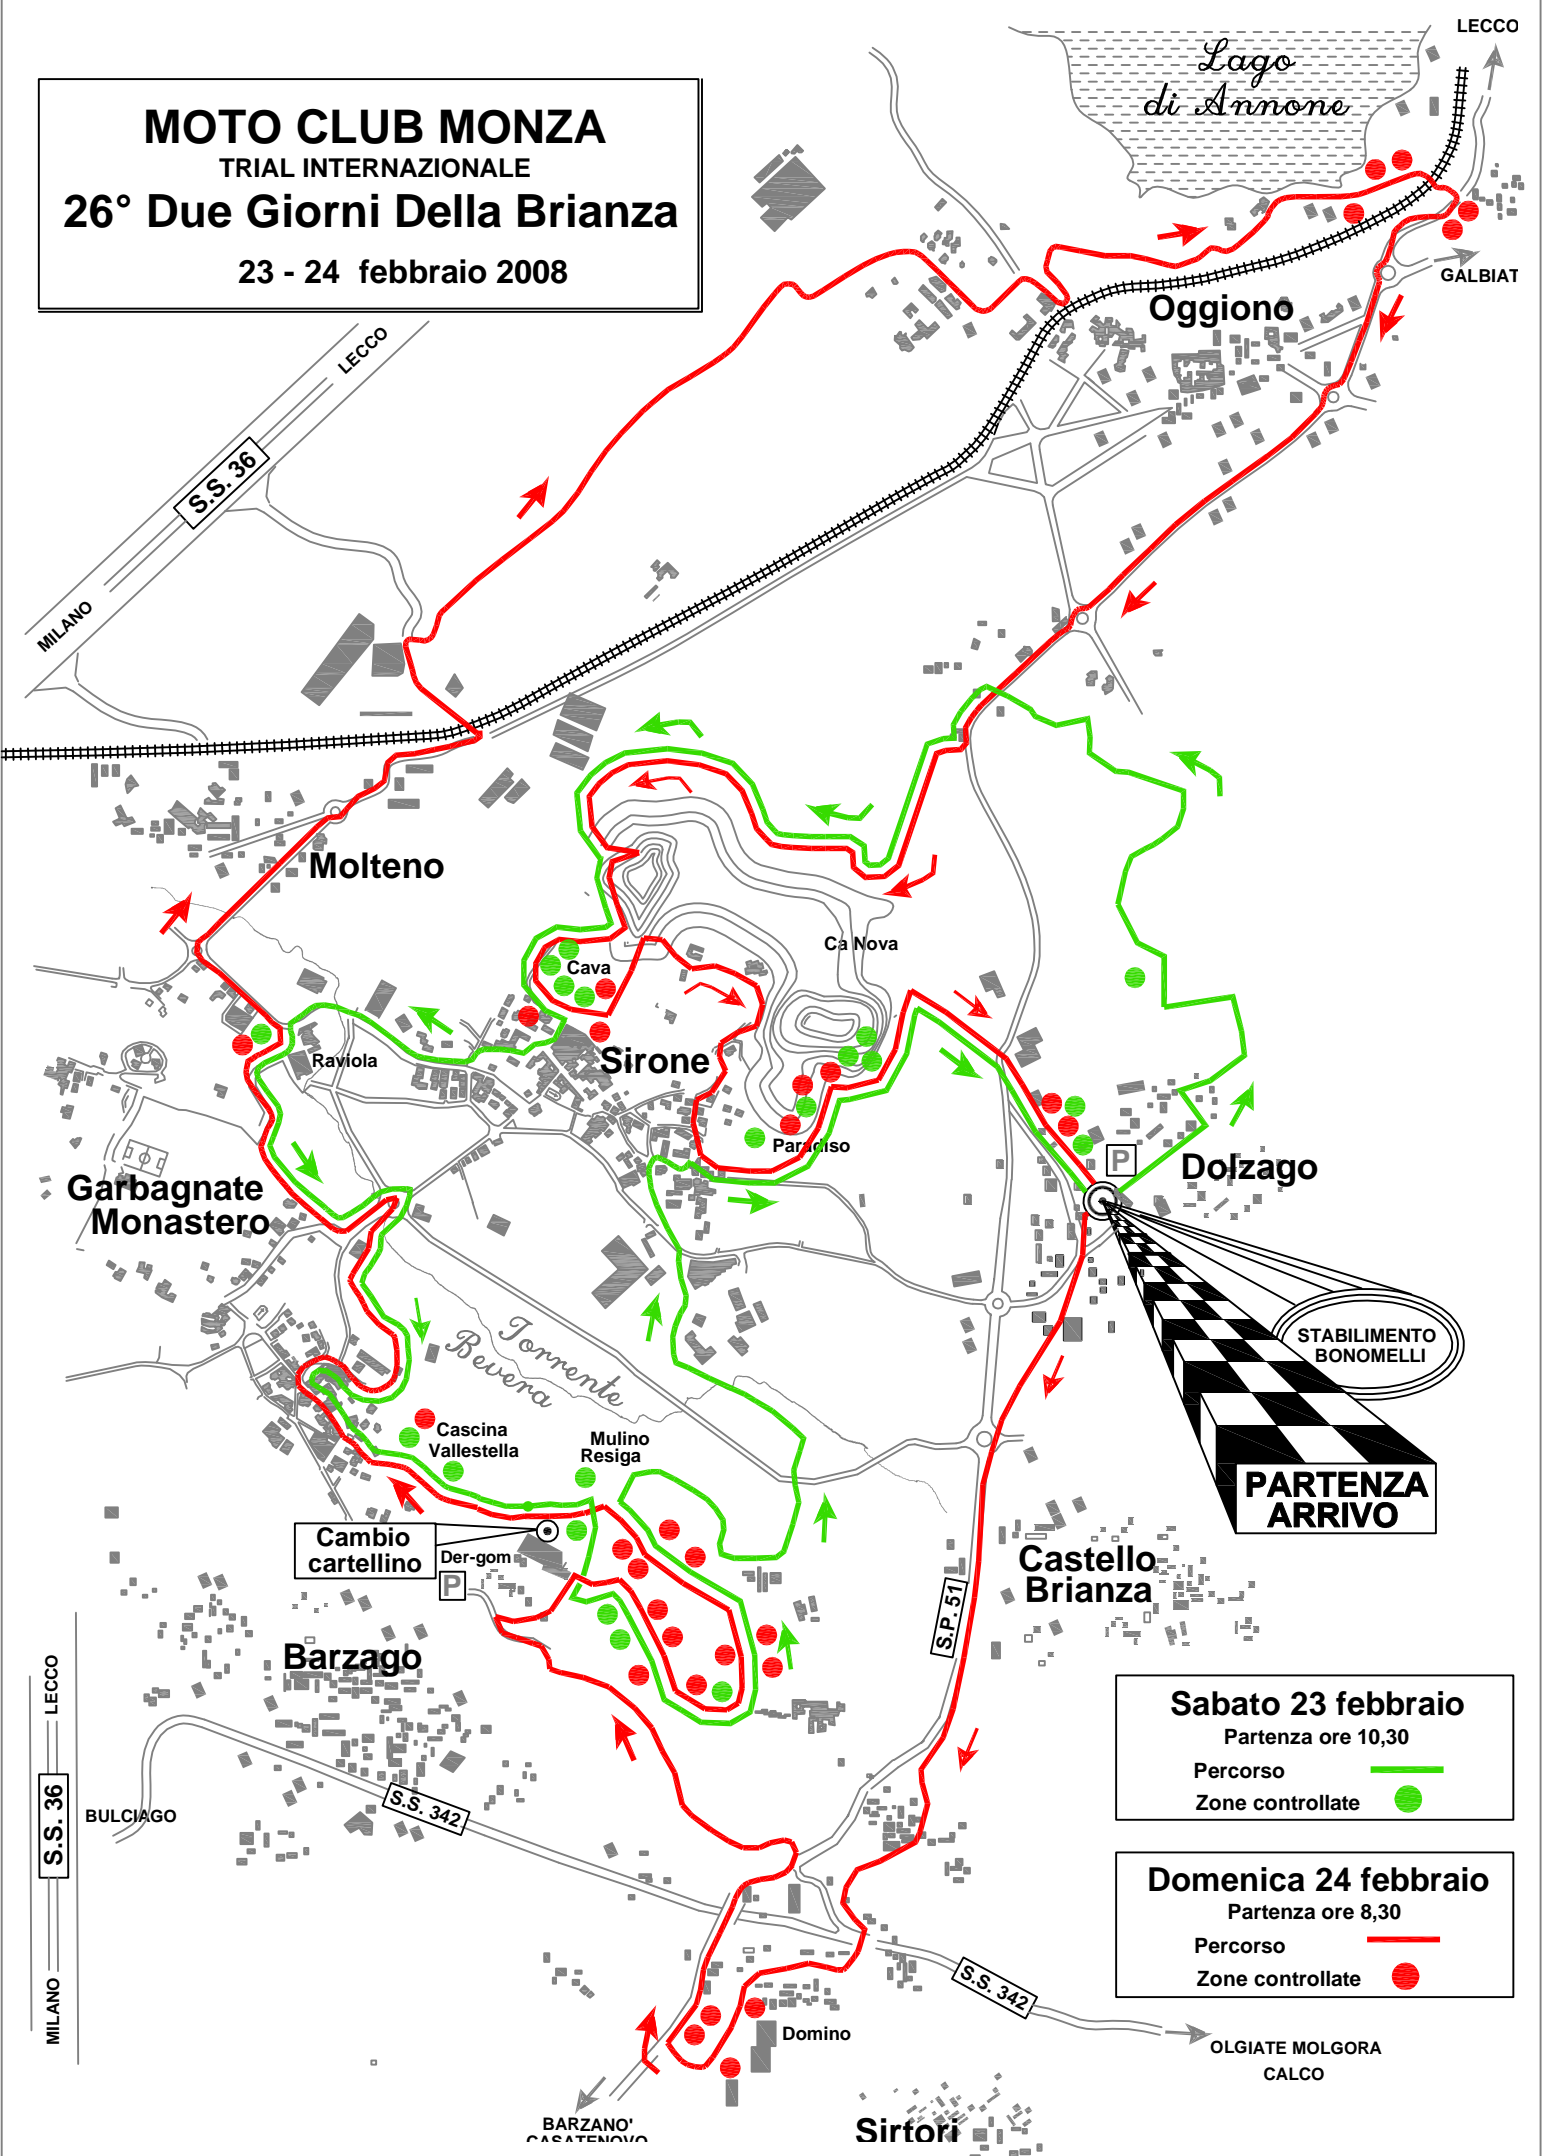 LECCO
Lago
di Annone
MOTO CLUB MONZA
TRIAL INTERNAZIONALE
26° Due Giorni Della Brianza
23 - 24 febbraio 2008
GALBIAT
Oggiono
LECCO
S.S. 36
MILANO
Molteno
Ca Nova
Cava
Sirone
Raviola
Paradiso
P
Dolzago
Garbagnate
Monastero
STABILIMENTO
BONOMELLI
Torrente
Bevera
Cascina
Vallestella
Mulino
Resiga
PARTENZA
ARRIVO
Cambio
cartellino
Der-gom
P
Castello
Brianza
S.P. 51
Barzago
LECCO
S.S. 36
MILANO
BULCIAGO
S.S. 342
Sabato 23 febbraio
Partenza ore 10,30
Percorso
Zone controllate
Domenica 24 febbraio
Partenza ore 8,30
Percorso
Zone controllate
S.S. 342
Domino
OLGIATE MOLGORA
CALCO
BARZANO'
CASATENOVO
Sirtori